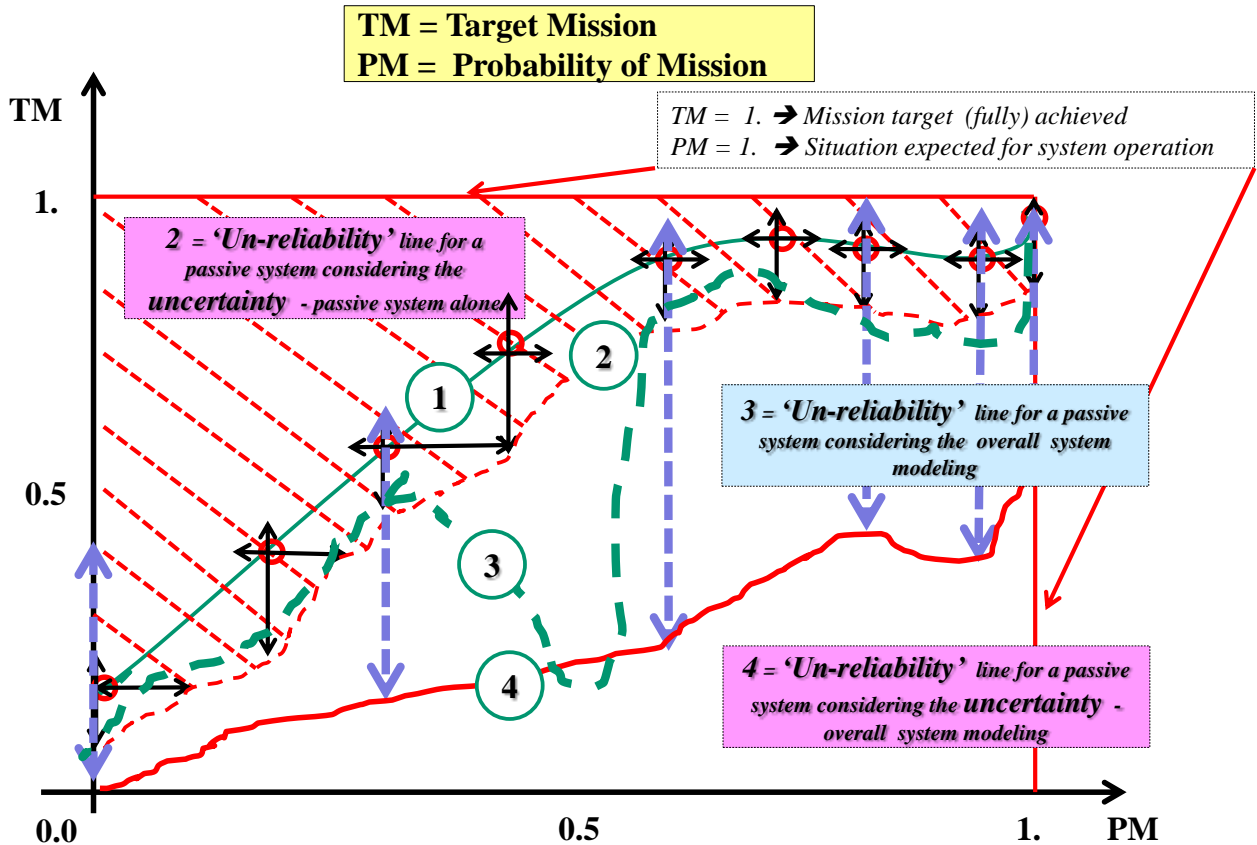 TM = Target Mission
PM = Probability of Mission
TM
TM = 1. ➔ Mission target (fully) achieved
PM = 1. ➔ Situation expected for system operation
1.
2 = ‘Un-reliability’ line for a
passive system considering the
uncertainty - passive system alone
2
1
3 = ‘Un-reliability’ line for a passive
system considering the overall system
modeling
0.5
3
4
4 = ‘Un-reliability’ line for a passive
system considering the uncertainty -
overall system modeling
0.0
0.5
1.
PM